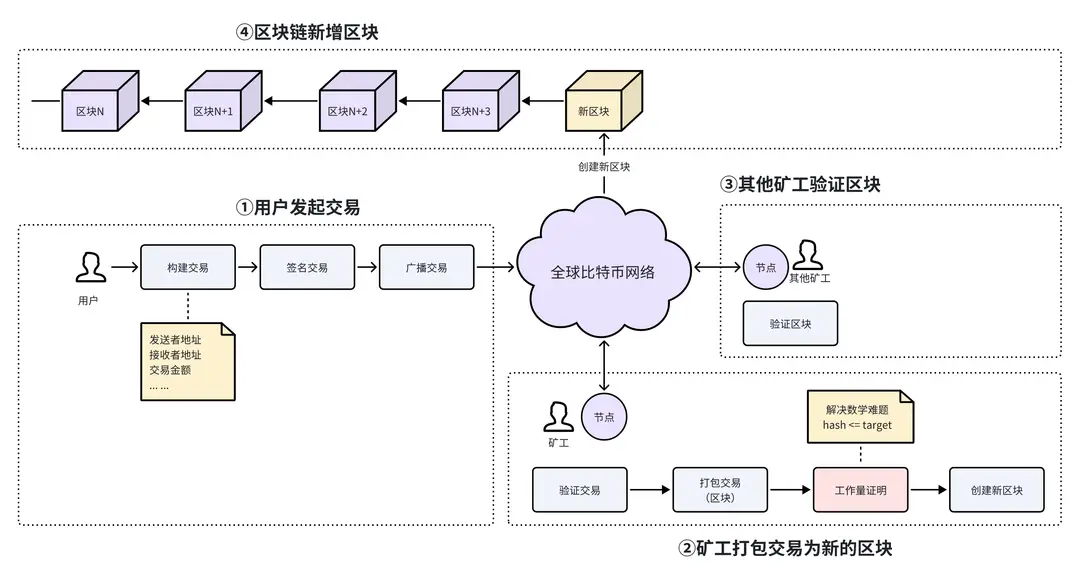 ④区块链新增区块
区块N
区块N+1
区块N+2
区块N+3
新区块
创建新区块
①用户发起交易
用户
构建交易
签名交易
广播交易
发送者地址
接收者地址
交易金额
... ...
全球比特币网络
③其他矿工验证区块
节点
其他矿工
验证区块
矿工
节点
解决数学难题
hash <= target
验证交易
打包交易
（区块）
工作量证明
创建新区块
②矿工打包交易为新的区块